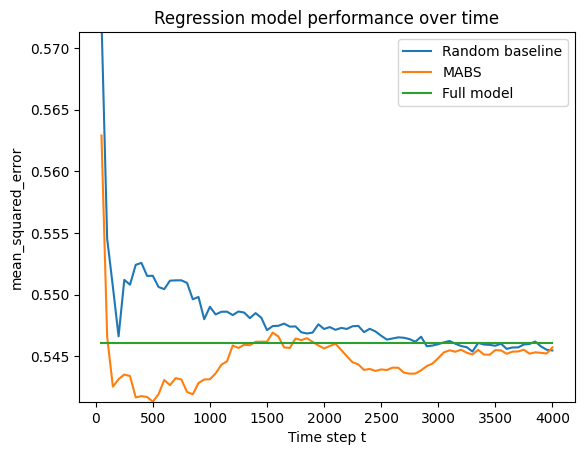 Regression model performance over time
Random baseline
MABS
Full model
mean_squared_error
0.570
0.565
0.560
0.555
0.550
0.545
0
500
1000
1500
2000
2500
3000
3500
4000
Time step t